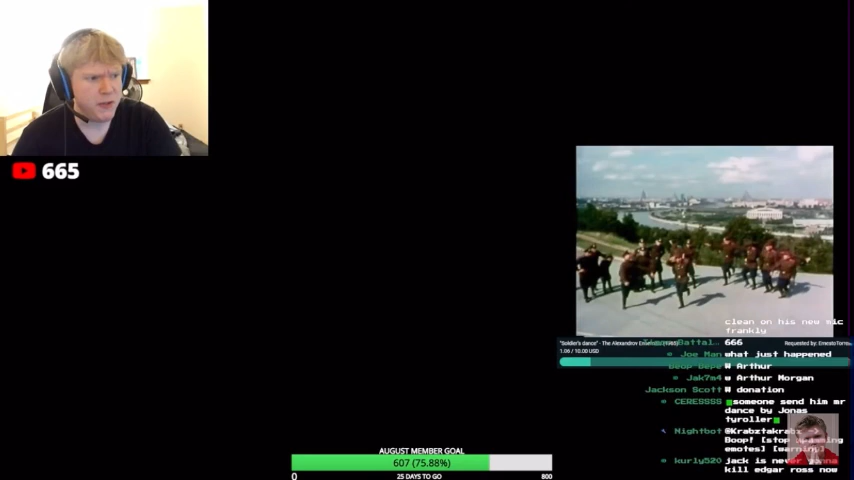 665
clean on his new mic
frankly
"Soldier's dance" - The Alexandrov
Requested by:
1.06 / 10.00 USD
666
Joe Man what just happened
W Arthur
Jak7m4 w Arthur Morgan
Jackson Scott W donation
CERESSSS someone send him mr
dance by Jonas
tyroller
Nightbot @Krabztakrabz ->
Boop! [stop spamming
emotes] [warning]
kurly520 jack is never gonna
kill edgar ross now
AUGUST MEMBER GOAL
607 (75.88%)
0 25 DAYS TO GO 800